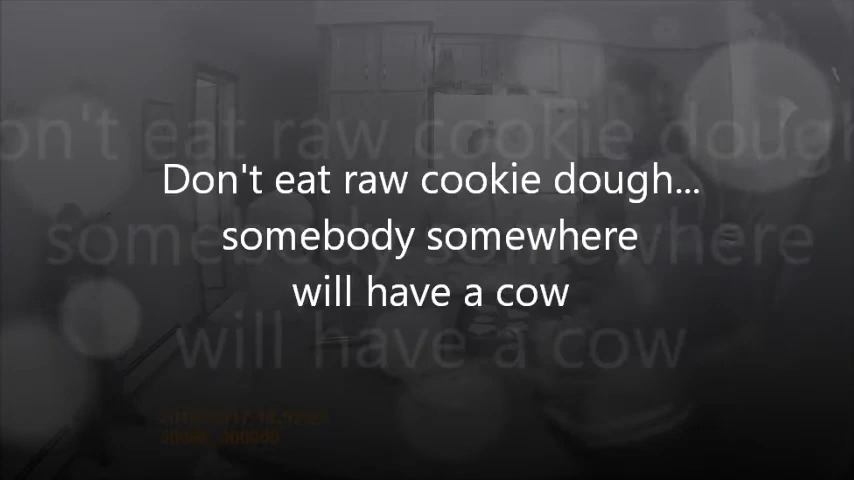 Don't eat raw cookie dough...
somebody somewhere
will have a cow